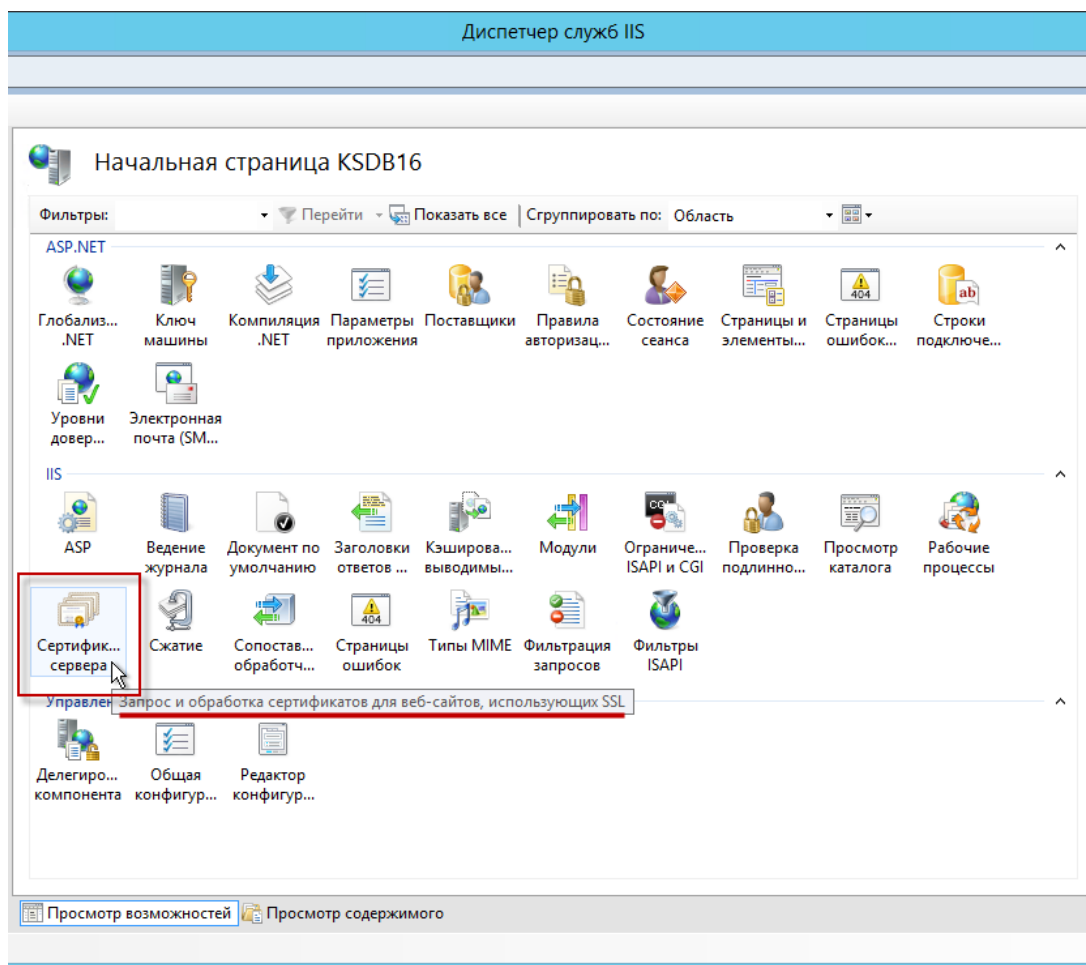 Диспетчер служб IIS
Начальная страница KSDB16
Фильтры: Перейти Показать все Сгруппировать по: Область
ASP.NET
Глобализ... Ключ Компиляция Параметры Поставщики Правила Состояние Страницы и Страницы Строки
.NET машины .NET приложения авторизац... сеанса элементы... ошибок... подключе...
Уровни Электронная
довер... почта (SM...
IIS
ASP Ведение Документ по Заголовки Кэширова... Модули Ограниче... Проверка Просмотр Рабочие
журнала умолчанию ответов ... выводимы... ISAPI и CGI подлинно... каталога процессы
Сертифик... Сжатие Сопостав... Страницы Типы MIME Фильтрация Фильтры
сервера обработч... ошибок запросов ISAPI
Управлен Запрос и обработка сертификатов для веб-сайтов, использующих SSL
Делегиро... Общая Редактор
компонента конфигур... конфигур...
Просмотр возможностей Просмотр содержимого